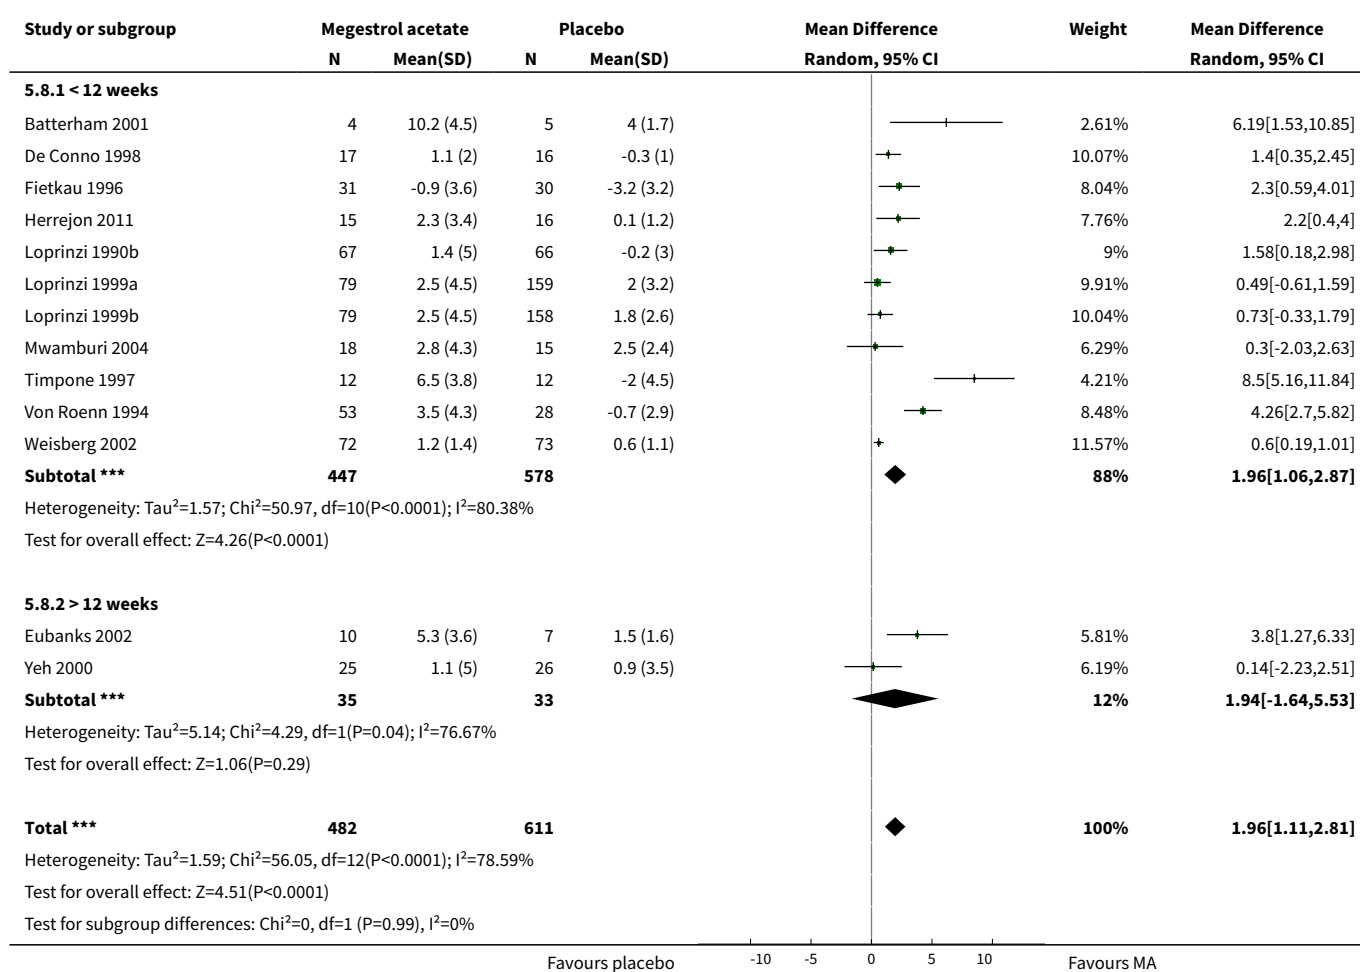 Study or subgroup Megestrol acetate Placebo Mean Difference Weight Mean Difference
N Mean(SD) N Mean(SD) Random, 95% CI Random, 95% CI
5.8.1 < 12 weeks
Batterham 2001 4 10.2 (4.5) 5 4 (1.7) 2.61% 6.19[1.53,10.85]
De Conno 1998 17 1.1 (2) 16 -0.3 (1) 10.07% 1.4[0.35,2.45]
Fietkau 1996 31 -0.9 (3.6) 30 -3.2 (3.2) 8.04% 2.3[0.59,4.01]
Herrejon 2011 15 2.3 (3.4) 16 0.1 (1.2) 7.76% 2.2[0.4,4]
Loprinzi 1990b 67 1.4 (5) 66 -0.2 (3) 9% 1.58[0.18,2.98]
Loprinzi 1999a 79 2.5 (4.5) 159 2 (3.2) 9.91% 0.49[-0.61,1.59]
Loprinzi 1999b 79 2.5 (4.5) 158 1.8 (2.6) 10.04% 0.73[-0.33,1.79]
Mwamburi 2004 18 2.8 (4.3) 15 2.5 (2.4) 6.29% 0.3[-2.03,2.63]
Timpone 1997 12 6.5 (3.8) 12 -2 (4.5) 4.21% 8.5[5.16,11.84]
Von Roenn 1994 53 3.5 (4.3) 28 -0.7 (2.9) 8.48% 4.26[2.7,5.82]
Weisberg 2002 72 1.2 (1.4) 73 0.6 (1.1) 11.57% 0.6[0.19,1.01]
Subtotal *** 447 578 88% 1.96[1.06,2.87]
Heterogeneity: Tau²=1.57; Chi²=50.97, df=10(P<0.0001); I²=80.38%
Test for overall effect: Z=4.26(P<0.0001)
5.8.2 > 12 weeks
Eubanks 2002 10 5.3 (3.6) 7 1.5 (1.6) 5.81% 3.8[1.27,6.33]
Yeh 2000 25 1.1 (5) 26 0.9 (3.5) 6.19% 0.14[-2.23,2.51]
Subtotal *** 35 33 12% 1.94[-1.64,5.53]
Heterogeneity: Tau²=5.14; Chi²=4.29, df=1(P=0.04); I²=76.67%
Test for overall effect: Z=1.06(P=0.29)
Total *** 482 611 100% 1.96[1.11,2.81]
Heterogeneity: Tau²=1.59; Chi²=56.05, df=12(P<0.0001); I²=78.59%
Test for overall effect: Z=4.51(P<0.0001)
Test for subgroup differences: Chi²=0, df=1 (P=0.99), I²=0%
Favours placebo -10 -5 0 5 10 Favours MA